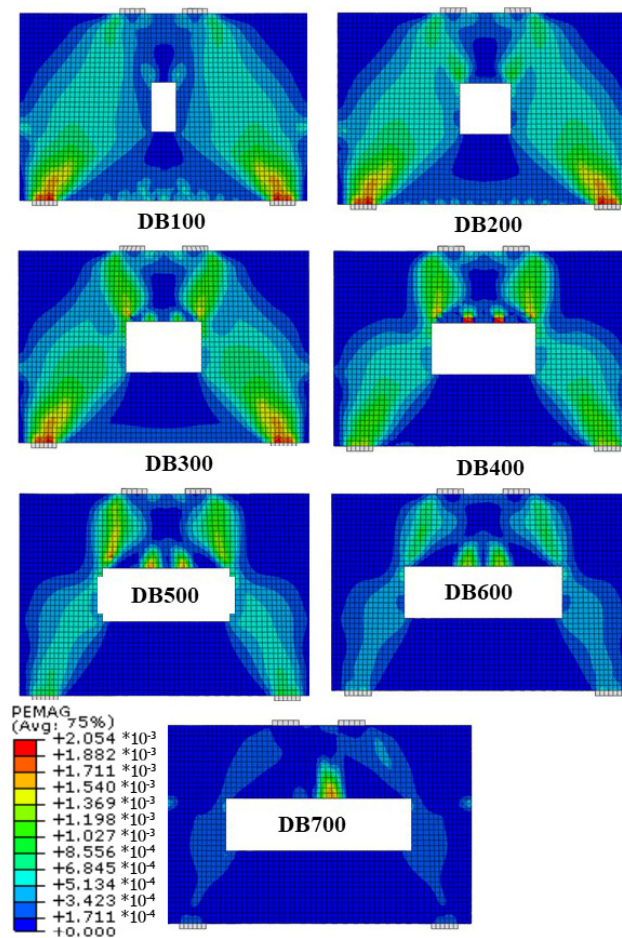 DB100
DB200
DB300
DB400
DB500
DB600
PEMAG
(Avg: 75%)
+2.054 *10-3
+1.882 *10-3
+1.711 *10-3
+1.540 *10-3
+1.369 *10-3
+1.198 *10-3
+1.027 *10-3
+8.556 *10-4
+6.845 *10-4
+5.134 *10-4
+3.423 *10-4
+1.711 *10-4
+0.000
DB700